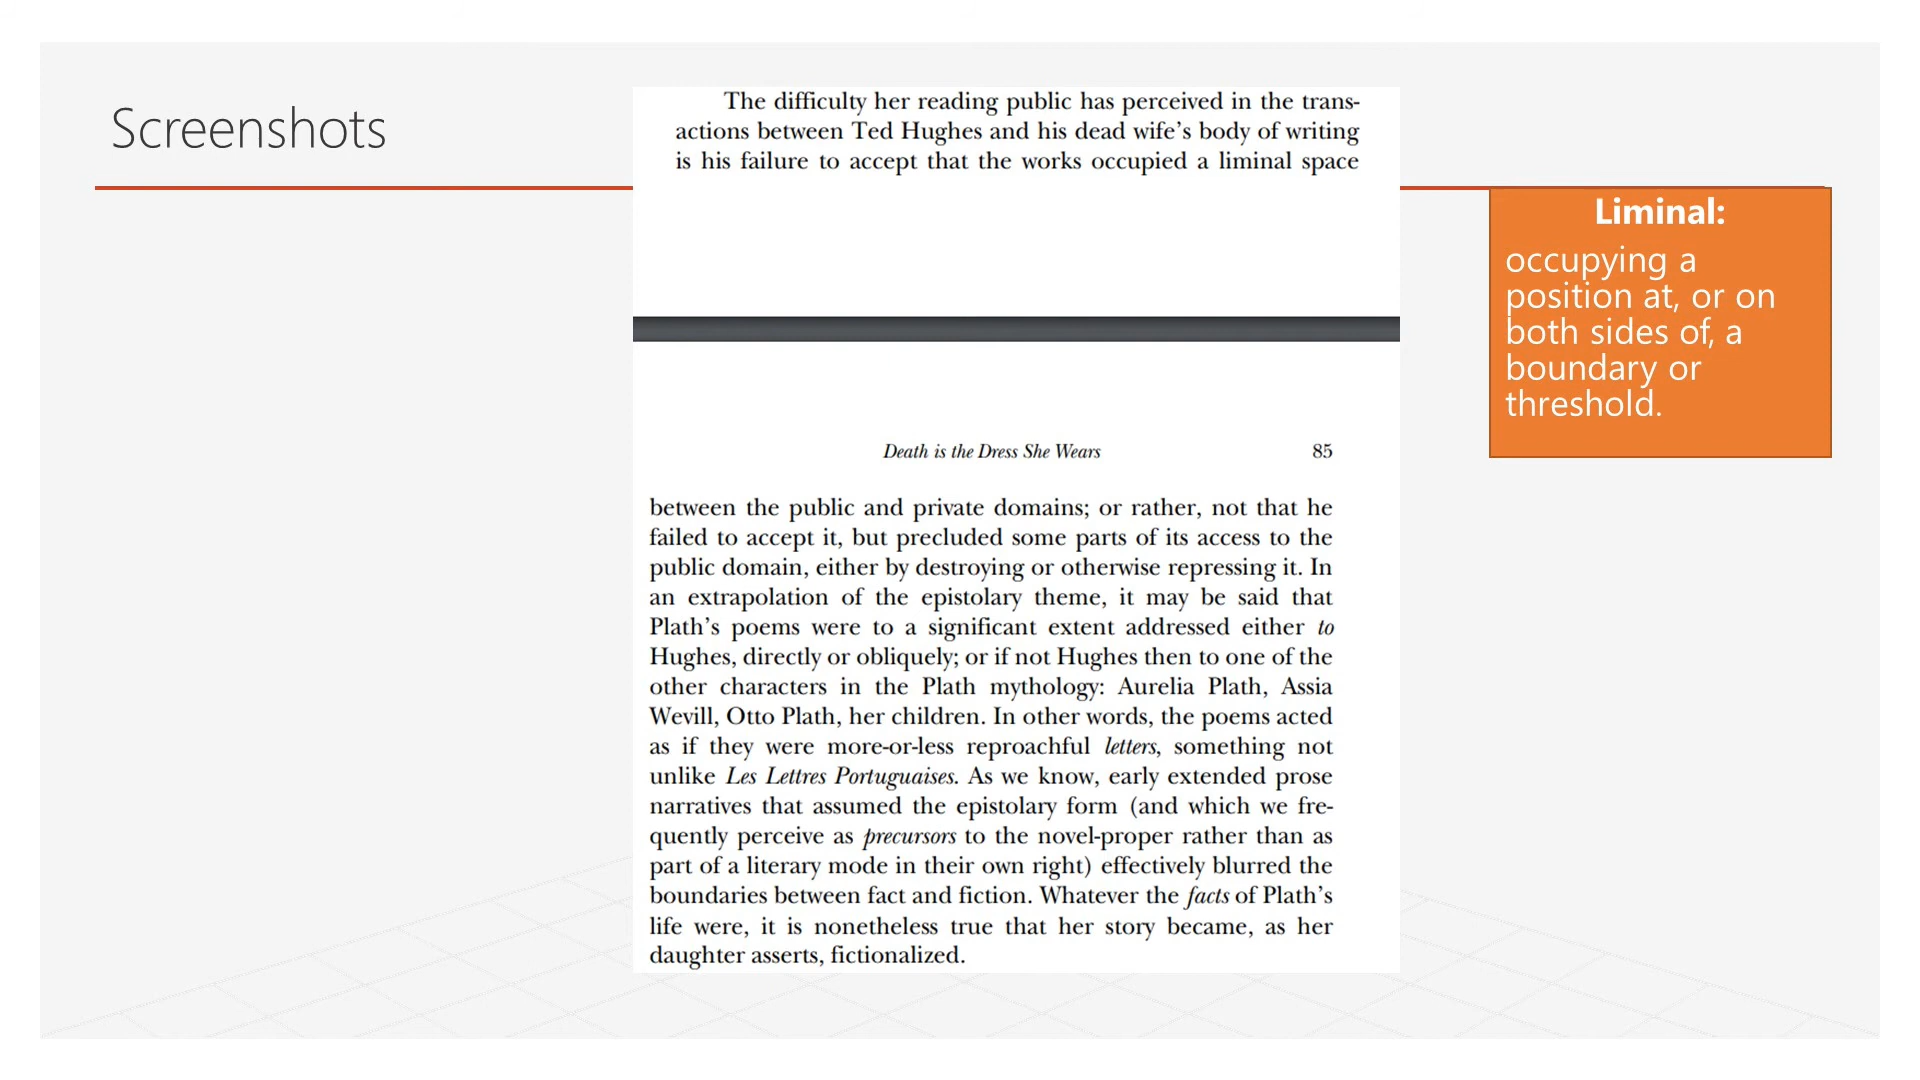 Screenshots
The difficulty her reading public has perceived in the trans-
actions between Ted Hughes and his dead wife’s body of writing
is his failure to accept that the works occupied a liminal space
Liminal:
occupying a
position at, or on
both sides of, a
boundary or
threshold.
Death is the Dress She Wears 85
between the public and private domains; or rather, not that he
failed to accept it, but precluded some parts of its access to the
public domain, either by destroying or otherwise repressing it. In
an extrapolation of the epistolary theme, it may be said that
Plath’s poems were to a significant extent addressed either to
Hughes, directly or obliquely; or if not Hughes then to one of the
other characters in the Plath mythology: Aurelia Plath, Assia
Wevill, Otto Plath, her children. In other words, the poems acted
as if they were more-or-less reproachful letters, something not
unlike Les Lettres Portuguaises. As we know, early extended prose
narratives that assumed the epistolary form (and which we fre-
quently perceive as precursors to the novel-proper rather than as
part of a literary mode in their own right) effectively blurred the
boundaries between fact and fiction. Whatever the facts of Plath’s
life were, it is nonetheless true that her story became, as her
daughter asserts, fictionalized.